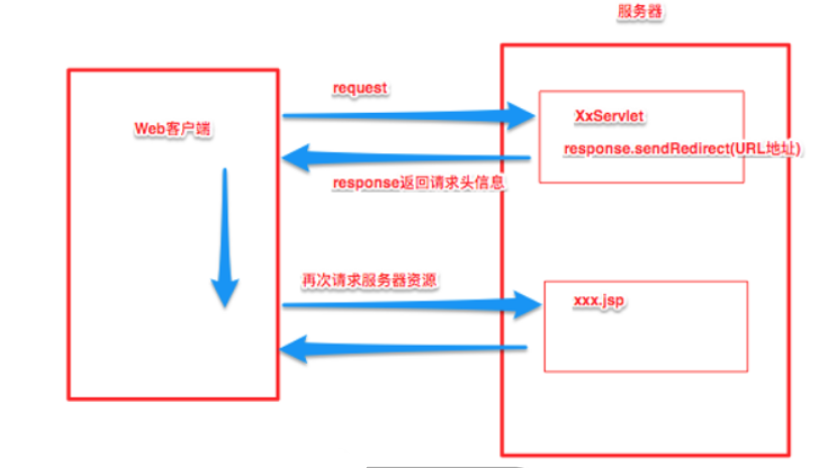 服务器
request
Web客户端
XxServlet
response.sendRedirect(URL地址)
response返回请求头信息
再次请求服务器资源
xxx.jsp